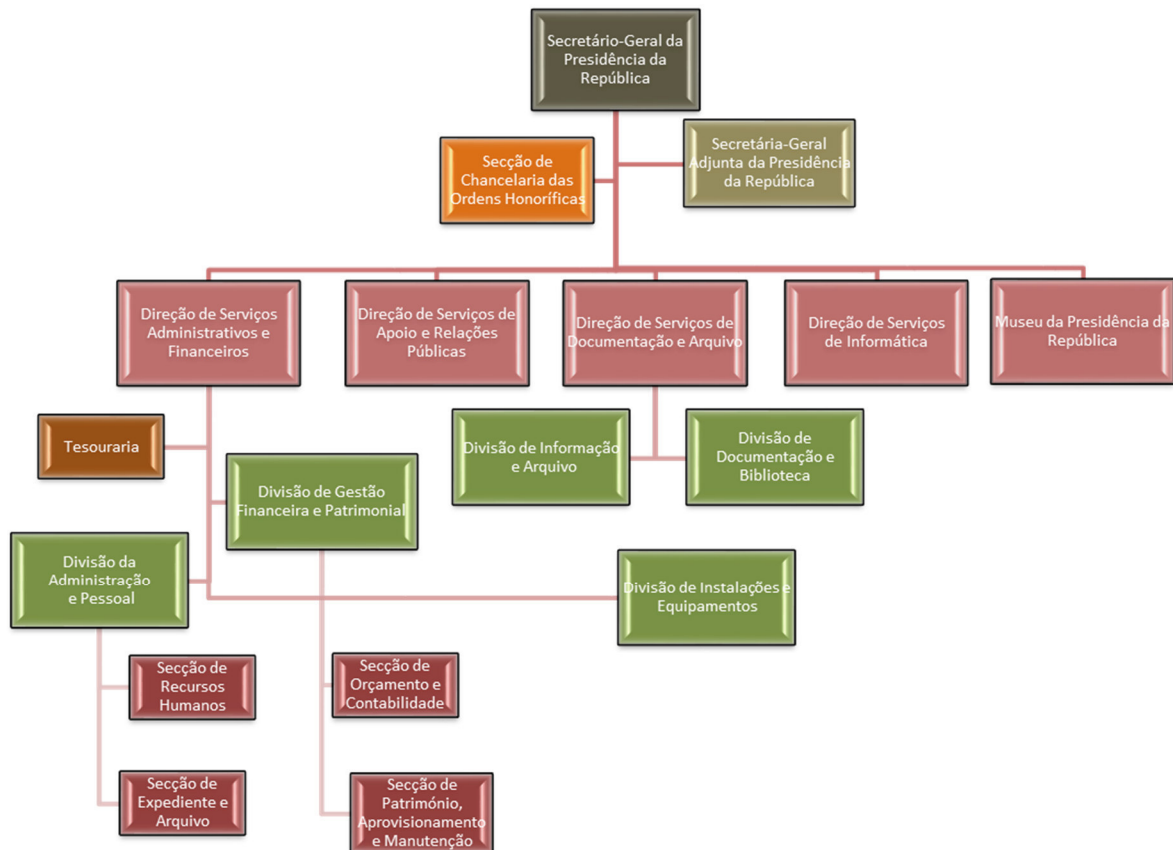 Secretário-Geral da
Presidência da
República
Secção de
Chancelaria das
Ordens Honoríficas
Secretária-Geral
Adjunta da Presidência
da República
Direção de Serviços
Administrativos e
Financeiros
Direção de Serviços de
Apoio e Relações
Públicas
Direção de Serviços de
Documentação e Arquivo
Direção de Serviços
de Informática
Museu da Presidência da
República
Tesouraria
Divisão de Informação
e Arquivo
Divisão de
Documentação e
Biblioteca
Divisão de Gestão
Financeira e Patrimonial
Divisão da
Administração
e Pessoal
Divisão de Instalações e
Equipamentos
Secção de
Recursos
Humanos
Secção de
Orçamento e
Contabilidade
Secção de
Expediente e
Arquivo
Secção de
Património,
Aprovisionamento
e Manutenção